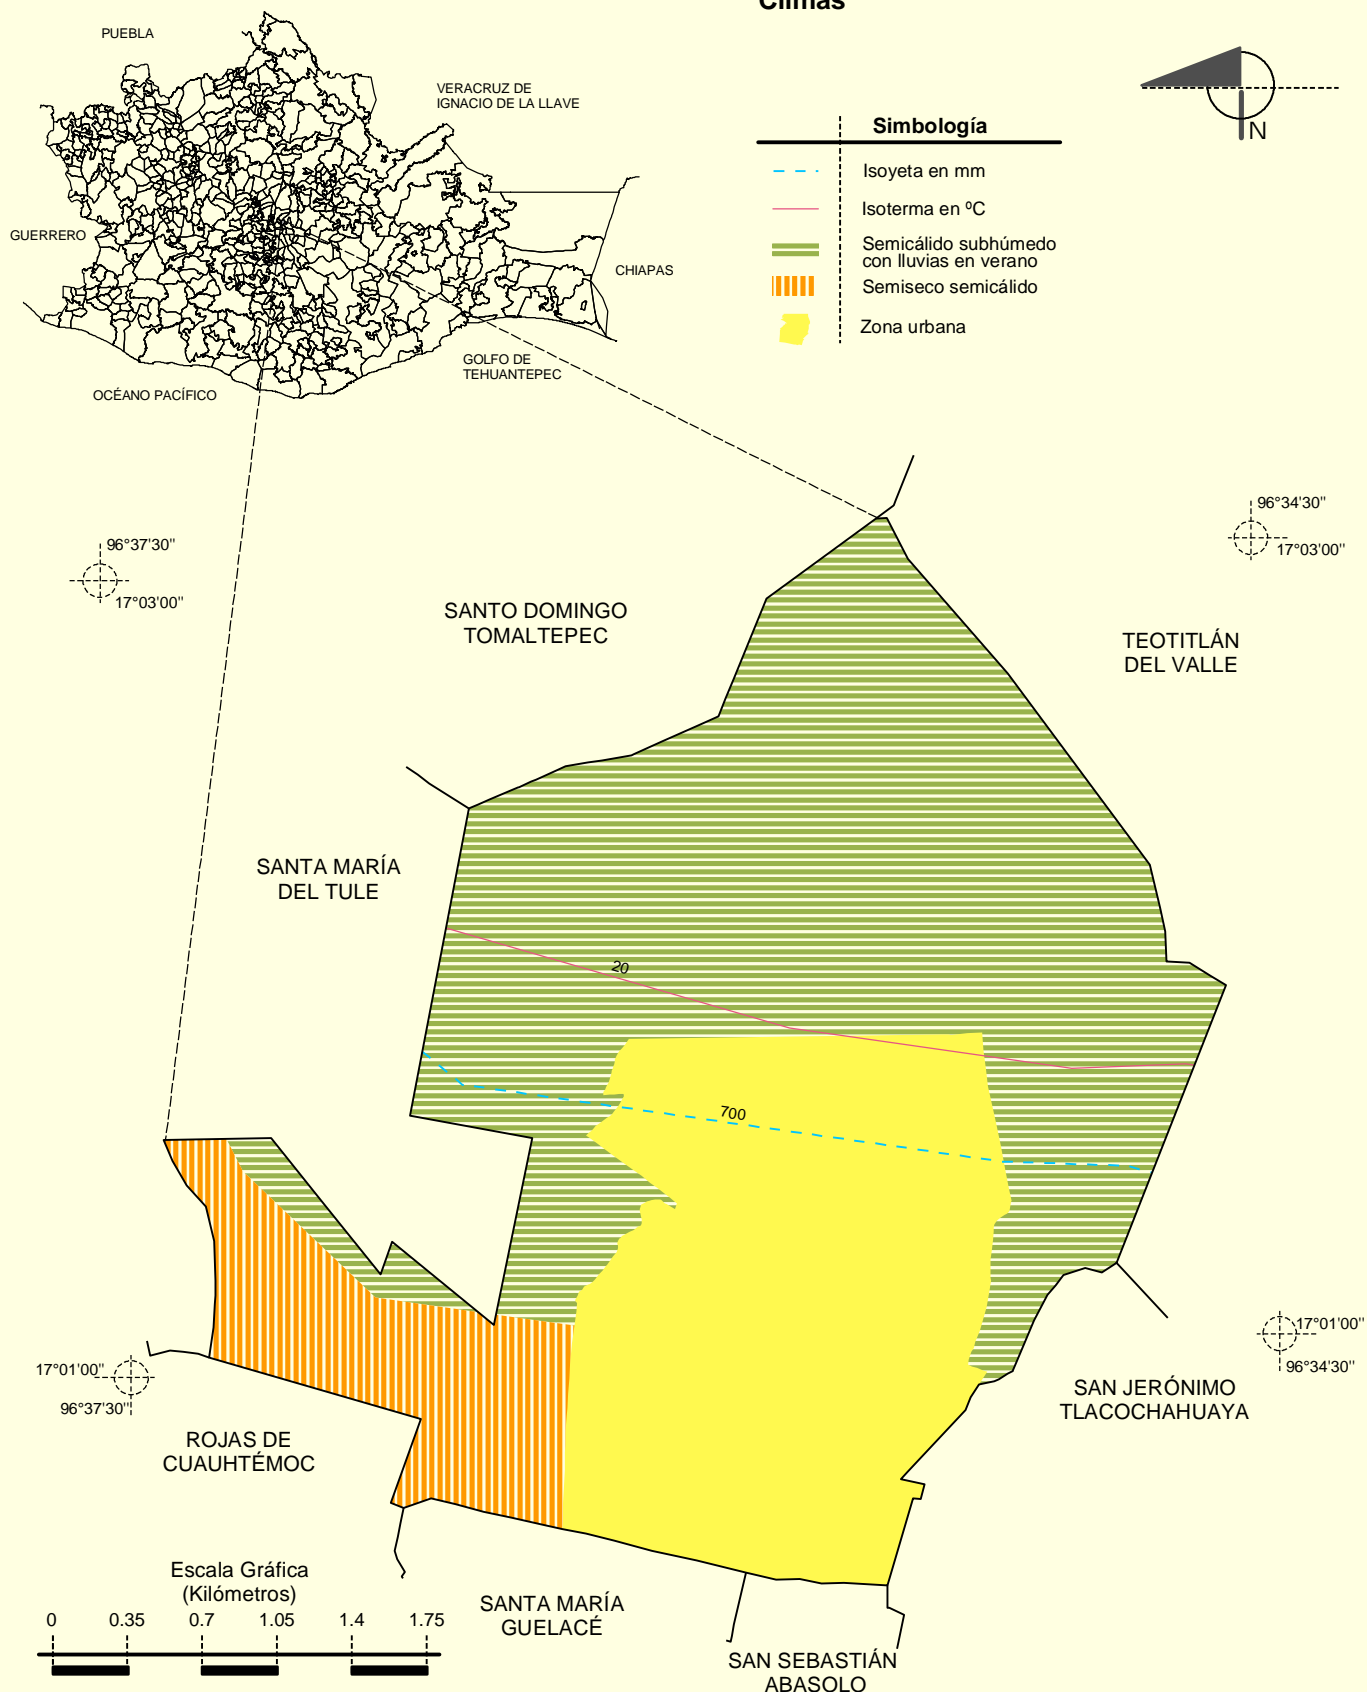 Climas
PUEBLA
VERACRUZ DE
IGNACIO DE LA LLAVE
GUERRERO
CHIAPAS
GOLFO DE
TEHUANTEPEC
OCÉANO PACÍFICO
N
Simbología
Isoyeta en mm
Isoterma en ºC
Semicálido subhúmedo
con lluvias en verano
Semiseco semicálido
Zona urbana
96°34'30"
17°03'00"
96°37'30"
17°03'00"
SANTO DOMINGO
TOMALTEPEC
TEOTITLÁN
DEL VALLE
SANTA MARÍA
DEL TULE
20
700
17°01'00"
96°34'30"
17°01'00"
96°37'30"
SAN JERÓNIMO
TLACOCHAHUAYA
ROJAS DE
CUAUHTÉMOC
Escala Gráfica
(Kilómetros)
0 0.35 0.7 1.05 1.4 1.75
SANTA MARÍA
GUELACÉ
SAN SEBASTIÁN
ABASOLO